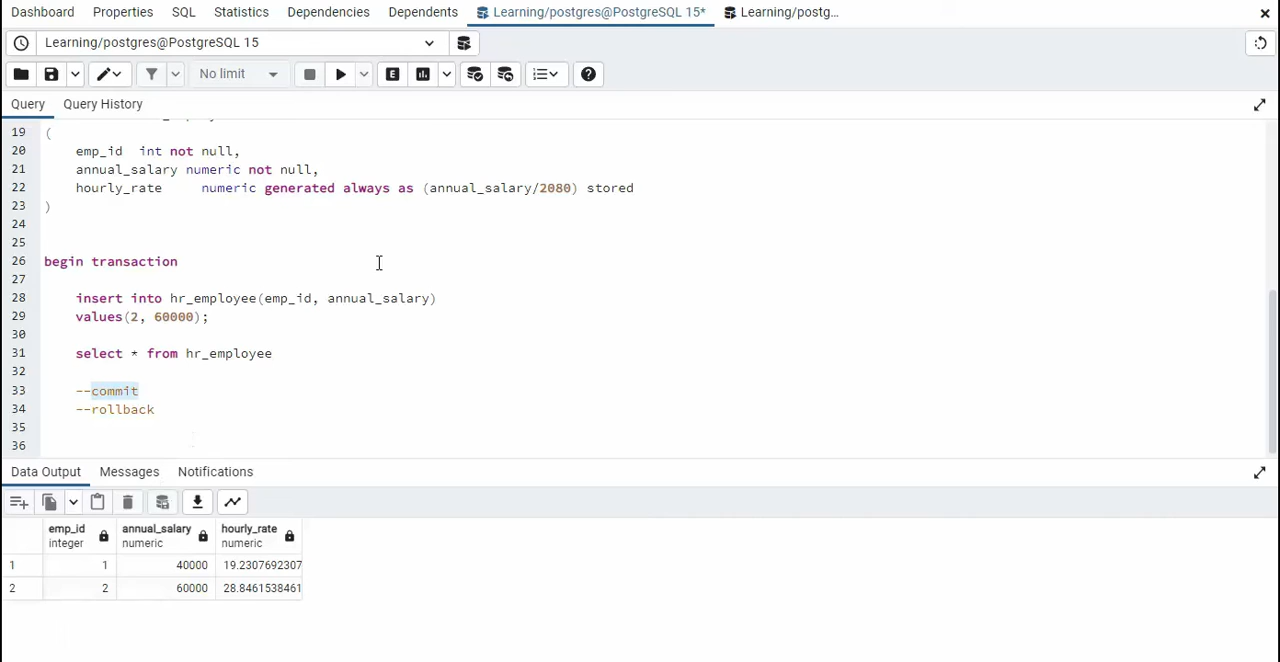 Dashboard Properties SQL Statistics Dependencies Dependents Learning/postgres@PostgreSQL 15* Learning/postg...
Learning/postgres@PostgreSQL 15
No limit
E
Query Query History
19 (
20 emp_id int not null,
21 annual_salary numeric not null,
22 hourly_rate numeric generated always as (annual_salary/2080) stored
23 )
24
25
26 begin transaction
27
28 insert into hr_employee(emp_id, annual_salary)
29 values(2, 60000);
30
31 select * from hr_employee
32
33 --commit
34 --rollback
35
36
Data Output Messages Notifications
emp_id annual_salary hourly_rate
integer numeric numeric
1 1 40000 19.2307692307
2 2 60000 28.8461538461